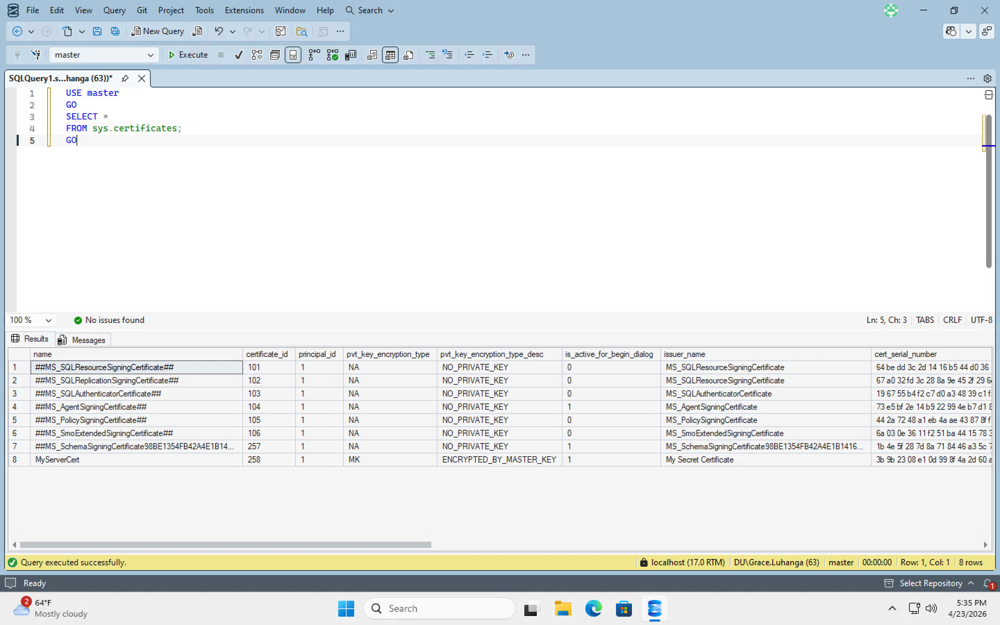 File Edit View Query Git Project Tools Extensions Window Help Search
New Query
master Execute
SQLQuery1.s...hanga (63))*
1 USE master
2 GO
3 SELECT *
4 FROM sys.certificates;
5 GO
100 % No issues found Ln: 5, Ch: 3 TABS CRLF UTF-8
Results Messages
name certificate_id principal_id pvt_key_encryption_type pvt_key_encryption_type_desc is_active_for_begin_dialog issuer_name cert_serial_number
1 ##MS_SQLResourceSigningCertificate## 101 1 NA NO_PRIVATE_KEY 0 MS_SQLResourceSigningCertificate 64 be dd 3c 2d 14 16 b5 44 d0 36
2 ##MS_SQLReplicationSigningCertificate## 102 1 NA NO_PRIVATE_KEY 0 MS_SQLResourceSigningCertificate 67 a0 32 fd 3c 28 8a 9e 45 2f 29
3 ##MS_SQLAuthenticatorCertificate## 103 1 NA NO_PRIVATE_KEY 0 MS_SQLAuthenticatorCertificate 19 67 55 b4 f2 c7 d0 a3 48 39 c1
4 ##MS_AgentSigningCertificate## 104 1 NA NO_PRIVATE_KEY 1 MS_AgentSigningCertificate 73 e5 bf 2e 14 b9 22 99 4e b7 d1
5 ##MS_PolicySigningCertificate## 105 1 NA NO_PRIVATE_KEY 0 MS_PolicySigningCertificate 44 2a 72 48 a1 eb 4a ae 43 87 8f
6 ##MS_SmoExtendedSigningCertificate## 106 1 NA NO_PRIVATE_KEY 0 MS_SmoExtendedSigningCertificate 6a 03 0e 36 11 f2 51 ba 44 15 78
7 ##MS_SchemaSigningCertificate98BE1354FB42A4E1B14... 257 1 NA NO_PRIVATE_KEY 1 MS_SchemaSigningCertificate98BE1354FB42A4E1B1416... 1b 4e 5f 28 7d 8a 71 84 46 a3 5c
8 MyServerCert 258 1 MK ENCRYPTED_BY_MASTER_KEY 1 My Secret Certificate 3b 9b 23 08 e1 0d 99 8f 4a 2d 60
Query executed successfully. localhost (17.0 RTM) DU\Grace.Luhanga (63) master 00:00:00 Row: 1, Col: 1 8 rows
Ready Select Repository 1
2 64°F
Mostly cloudy
Search
5:35 PM
4/23/2026